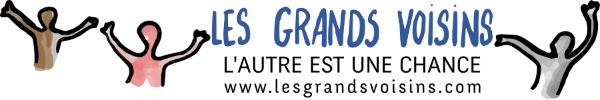 LES GRANDS VOISINS
L'AUTRE EST UNE CHANCE
www.lesgrandsvoisins.com